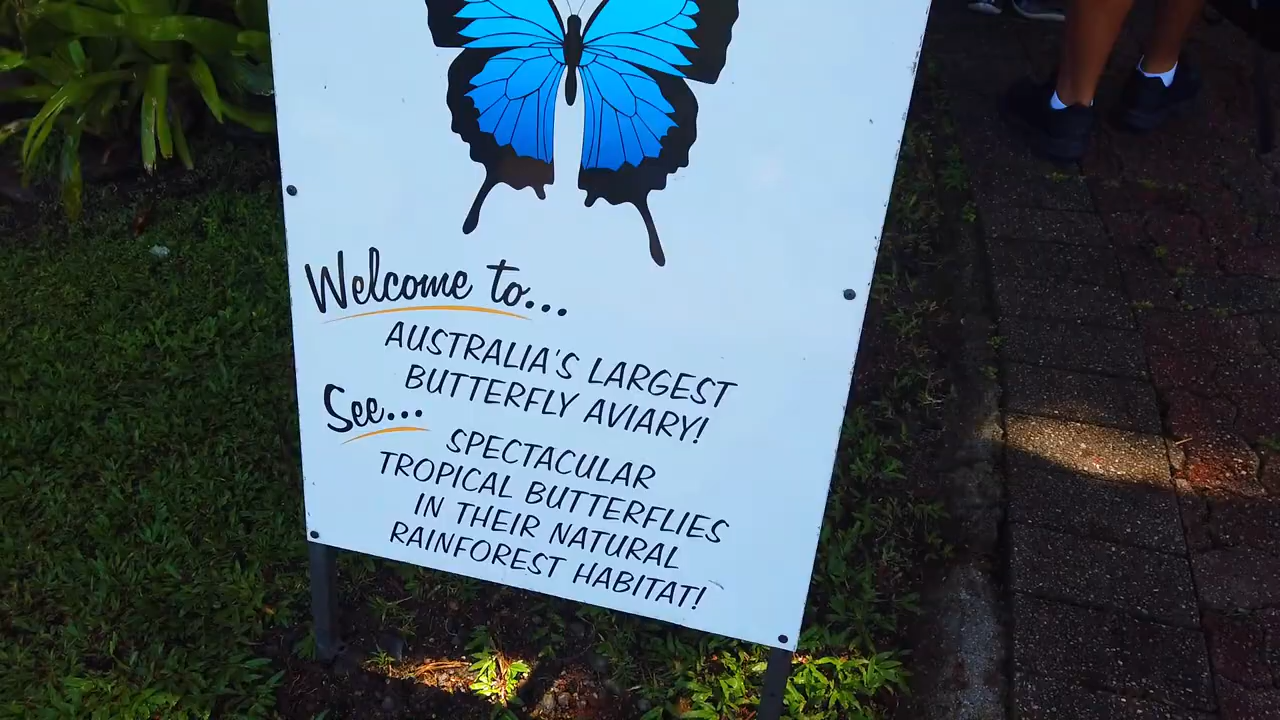 Welcome to...
AUSTRALIA'S LARGEST
BUTTERFLY AVIARY!
See...
SPECTACULAR
TROPICAL BUTTERFLIES
IN THEIR NATURAL
RAINFOREST HABITAT!